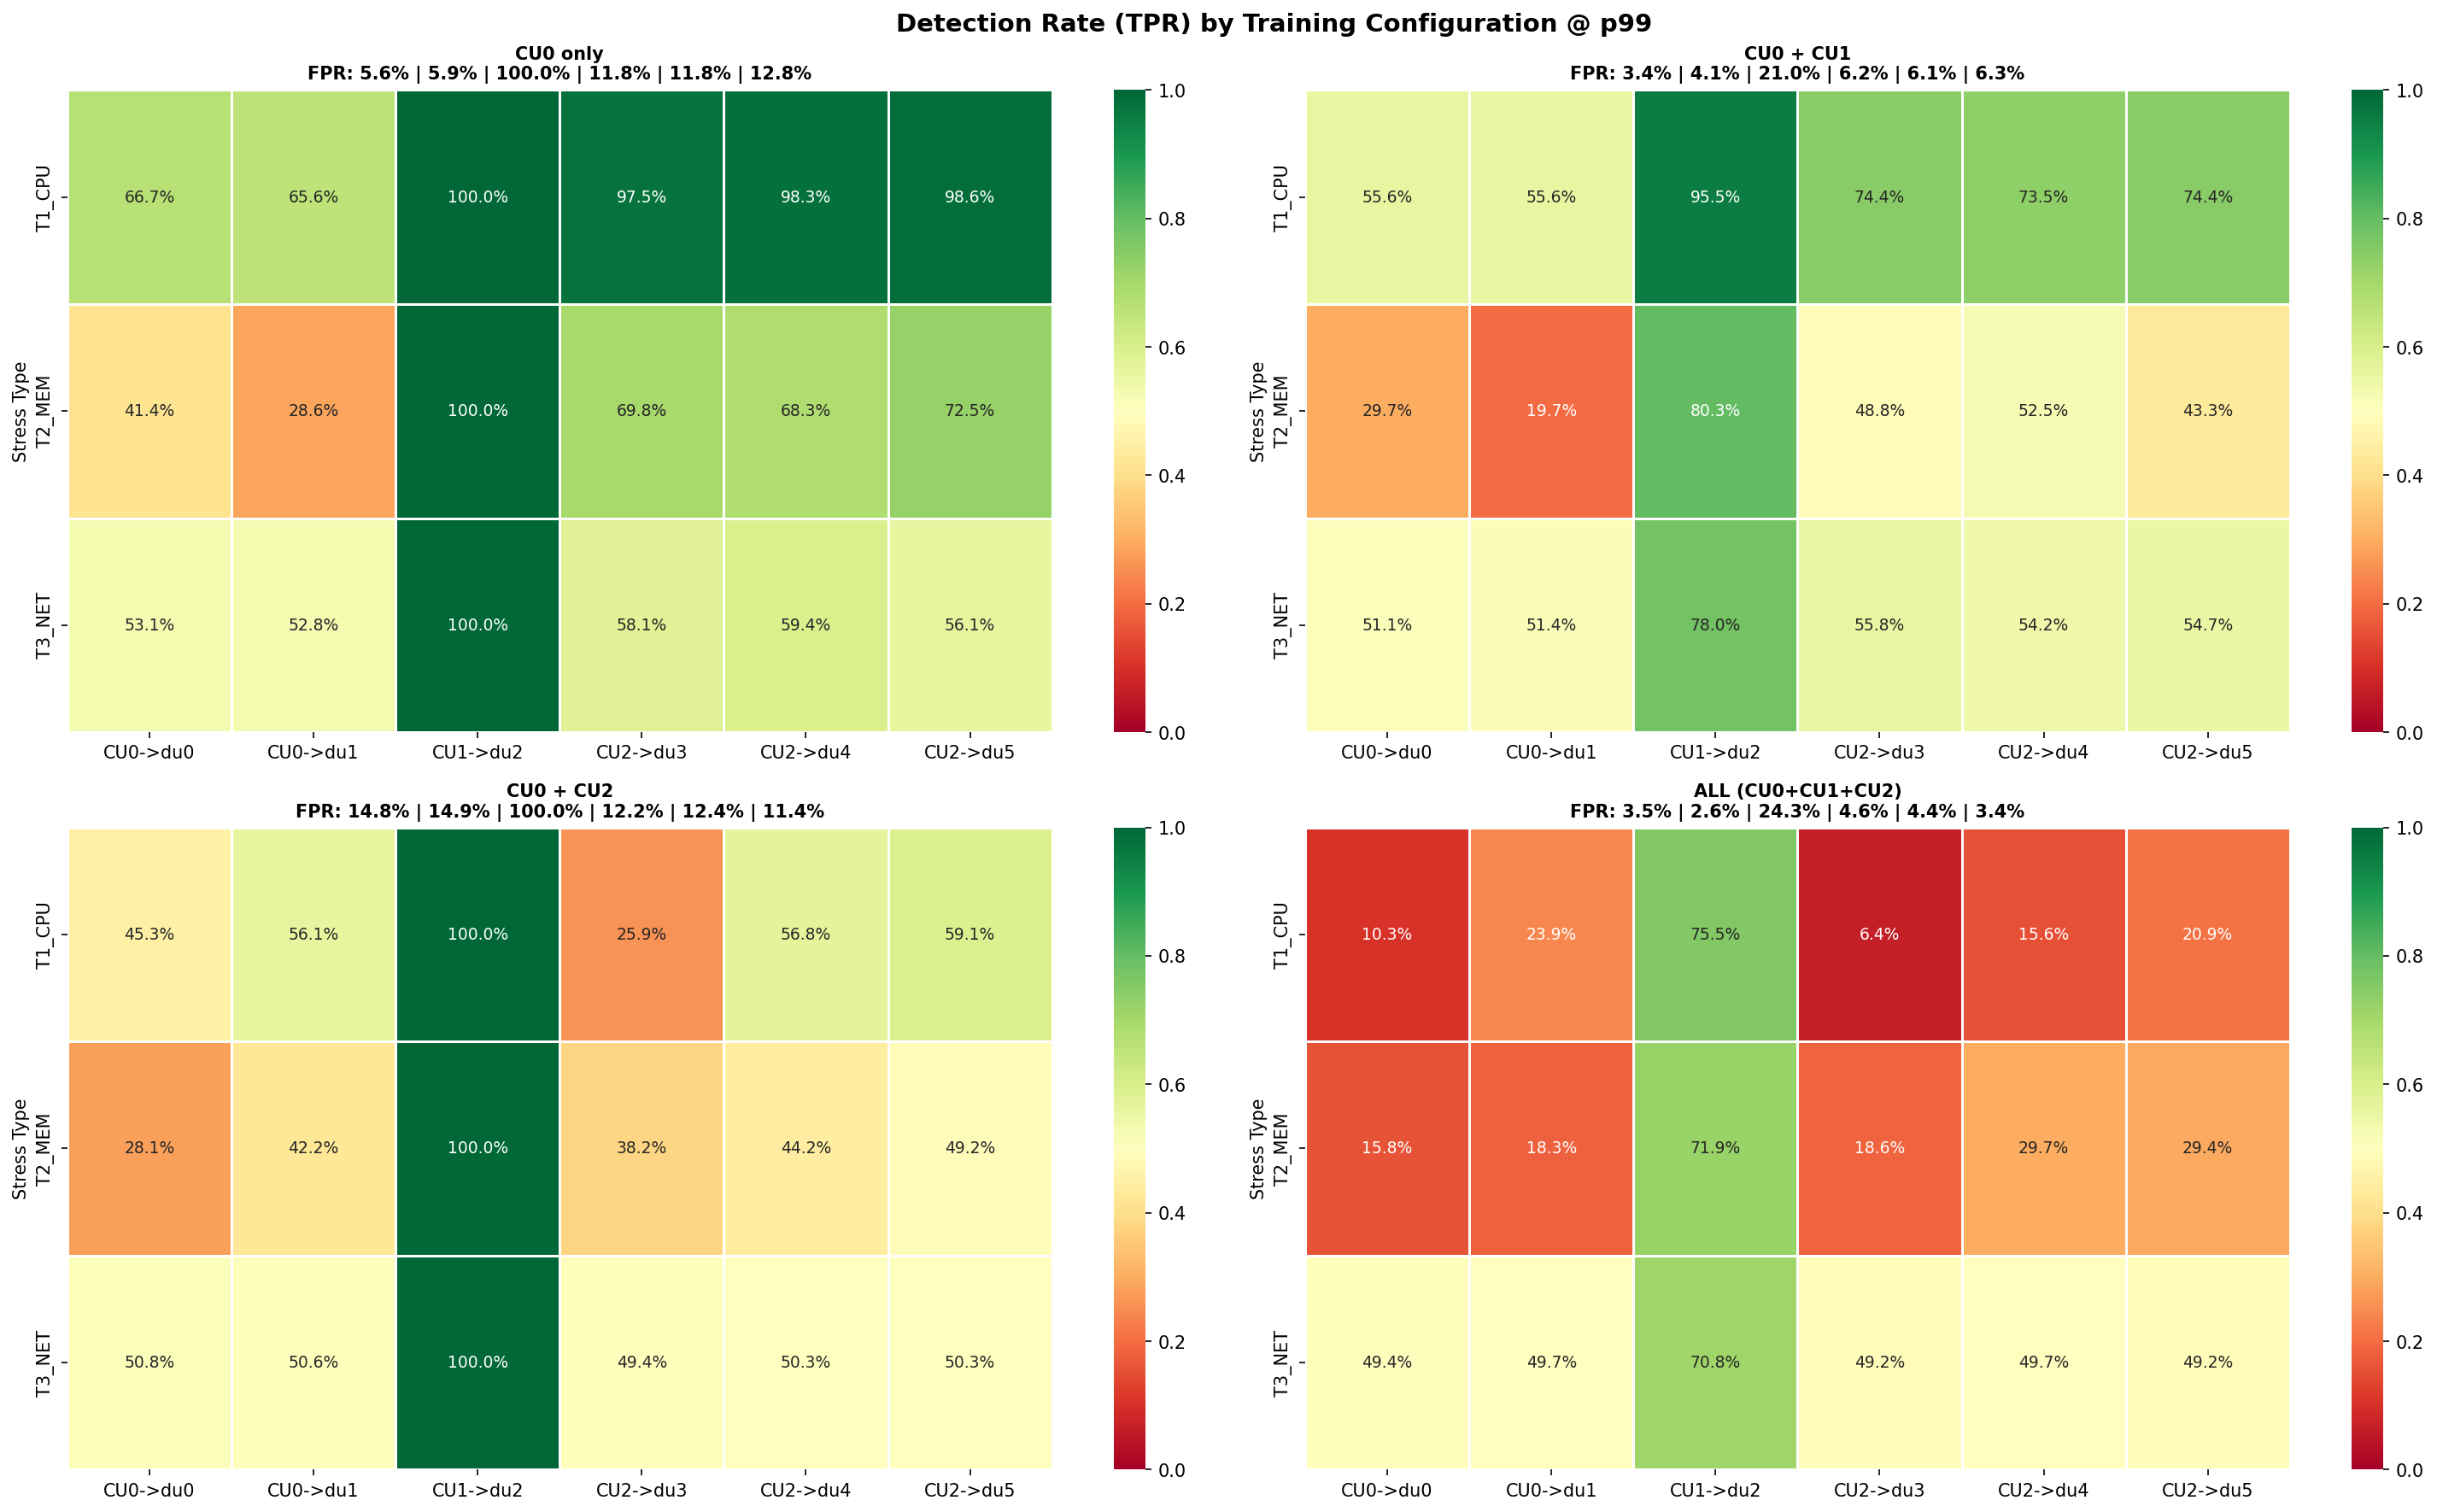 Detection Rate (TPR) by Training Configuration @ p99
CU0 only
FPR: 5.6% | 5.9% | 100.0% | 11.8% | 11.8% | 12.8%
Stress Type
T1_CPU
66.7% 65.6% 100.0% 97.5% 98.3% 98.6%
T2_MEM
41.4% 28.6% 100.0% 69.8% 68.3% 72.5%
T3_NET
53.1% 52.8% 100.0% 58.1% 59.4% 56.1%
CU0->du0 CU0->du1 CU1->du2 CU2->du3 CU2->du4 CU2->du5
1.0
0.8
0.6
0.4
0.2
0.0
CU0 + CU1
FPR: 3.4% | 4.1% | 21.0% | 6.2% | 6.1% | 6.3%
Stress Type
T1_CPU
55.6% 55.6% 95.5% 74.4% 73.5% 74.4%
T2_MEM
29.7% 19.7% 80.3% 48.8% 52.5% 43.3%
T3_NET
51.1% 51.4% 78.0% 55.8% 54.2% 54.7%
CU0->du0 CU0->du1 CU1->du2 CU2->du3 CU2->du4 CU2->du5
1.0
0.8
0.6
0.4
0.2
0.0
CU0 + CU2
FPR: 14.8% | 14.9% | 100.0% | 12.2% | 12.4% | 11.4%
Stress Type
T1_CPU
45.3% 56.1% 100.0% 25.9% 56.8% 59.1%
T2_MEM
28.1% 42.2% 100.0% 38.2% 44.2% 49.2%
T3_NET
50.8% 50.6% 100.0% 49.4% 50.3% 50.3%
CU0->du0 CU0->du1 CU1->du2 CU2->du3 CU2->du4 CU2->du5
1.0
0.8
0.6
0.4
0.2
0.0
ALL (CU0+CU1+CU2)
FPR: 3.5% | 2.6% | 24.3% | 4.6% | 4.4% | 3.4%
Stress Type
T1_CPU
10.3% 23.9% 75.5% 6.4% 15.6% 20.9%
T2_MEM
15.8% 18.3% 71.9% 18.6% 29.7% 29.4%
T3_NET
49.4% 49.7% 70.8% 49.2% 49.7% 49.2%
CU0->du0 CU0->du1 CU1->du2 CU2->du3 CU2->du4 CU2->du5
1.0
0.8
0.6
0.4
0.2
0.0